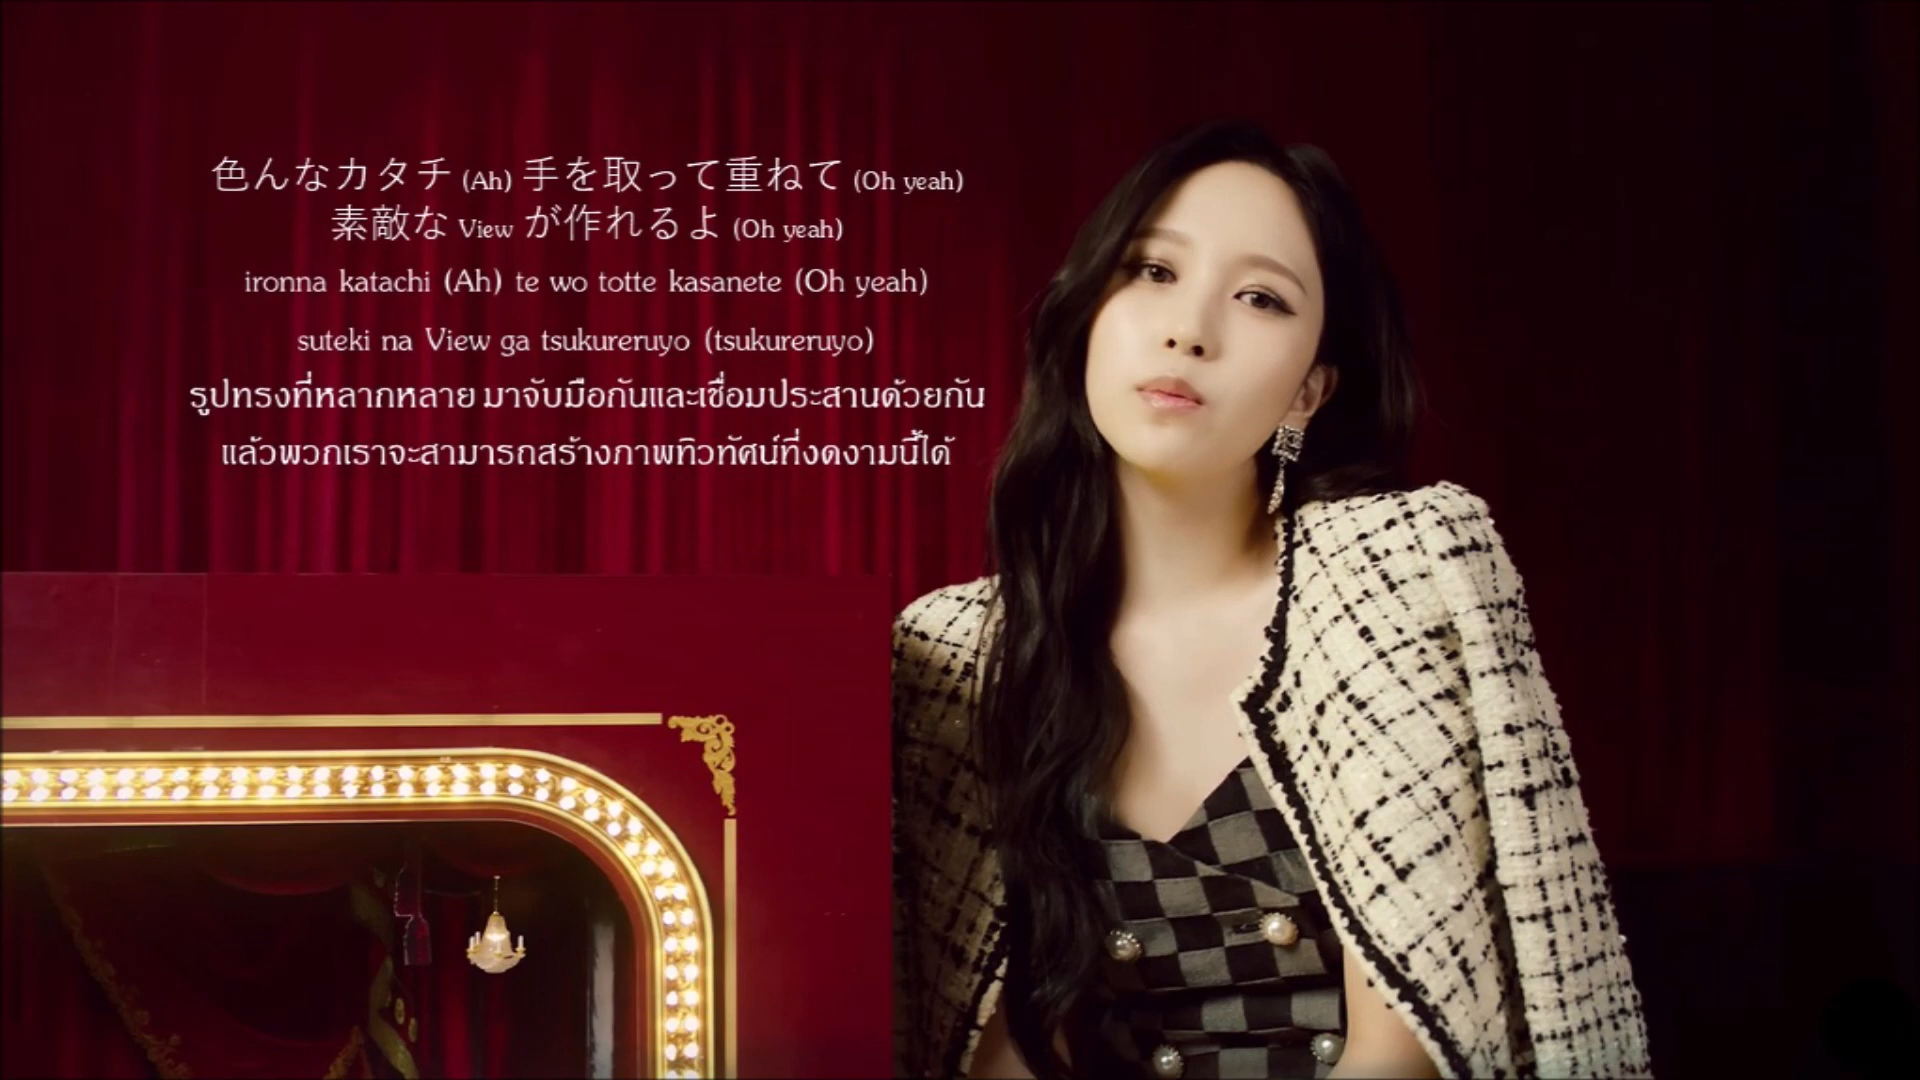 色んなカタチ (Ah) 手を取って重ねて (Oh yeah)
素敵な View が作れるよ (Oh yeah)
ironna katachi (Ah) te wo totte kasanete (Oh yeah)
suteki na View ga tsukureruyo (tsukureruyo)
รูปทรงที่หลากหลาย มาจับมือกันและเชื่อมประสานด้วยกัน
แล้วพวกเราจะสามารถสร้างภาพทิวทัศน์ที่งดงามนี้ได้